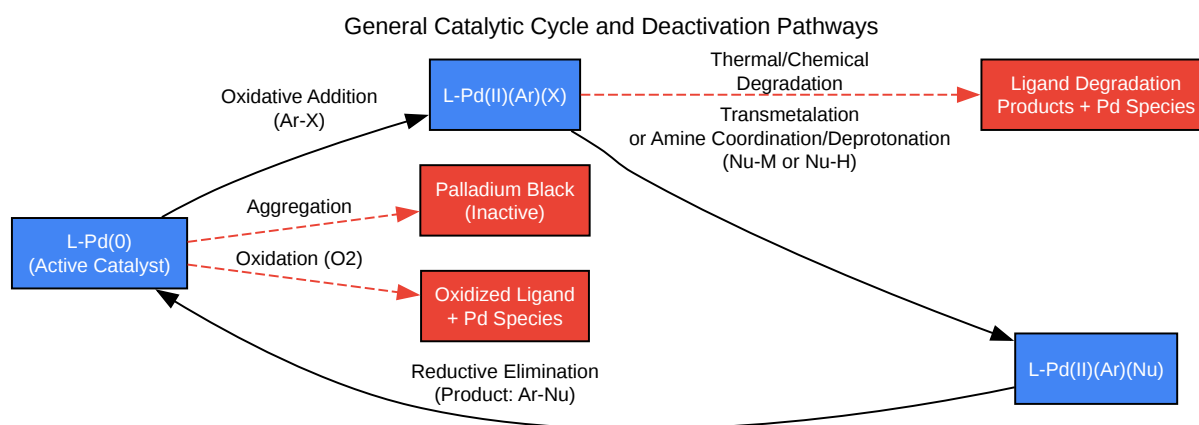 General Catalytic Cycle and Deactivation Pathways
Oxidative Addition
(Ar-X)
L-Pd(II)(Ar)(X)
Thermal/Chemical
Degradation
Ligand Degradation
Products + Pd Species
Transmetalation
or Amine Coordination/Deprotonation
(Nu-M or Nu-H)
L-Pd(0)
(Active Catalyst)
Aggregation
Palladium Black
(Inactive)
Oxidation (O2)
Oxidized Ligand
+ Pd Species
L-Pd(II)(Ar)(Nu)
Reductive Elimination
(Product: Ar-Nu)